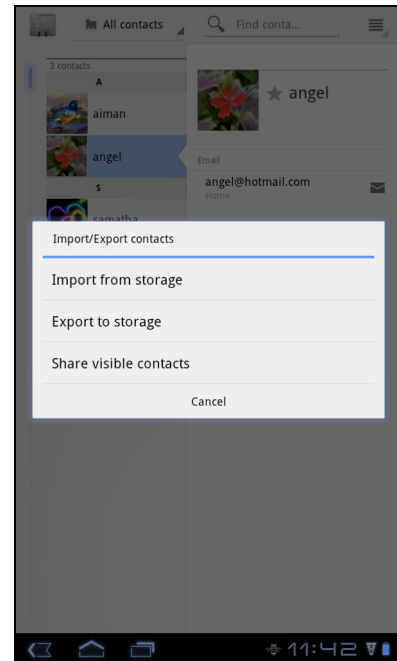 All contacts
Find conta...
3 contacts
A
aiman
angel
S
samatha
angel
Email
angel@hotmail.com
Home
Import/Export contacts
Import from storage
Export to storage
Share visible contacts
Cancel
11:42